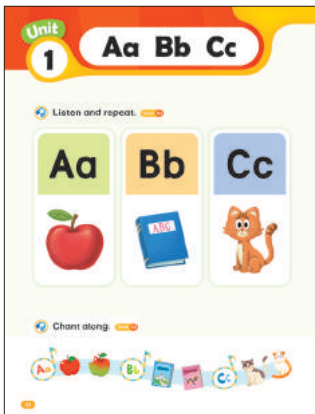 Unit
1
Aa Bb Cc
Listen and repeat.
Aa Bb Cc
ABC
Chant along.
Aa Bb Cc